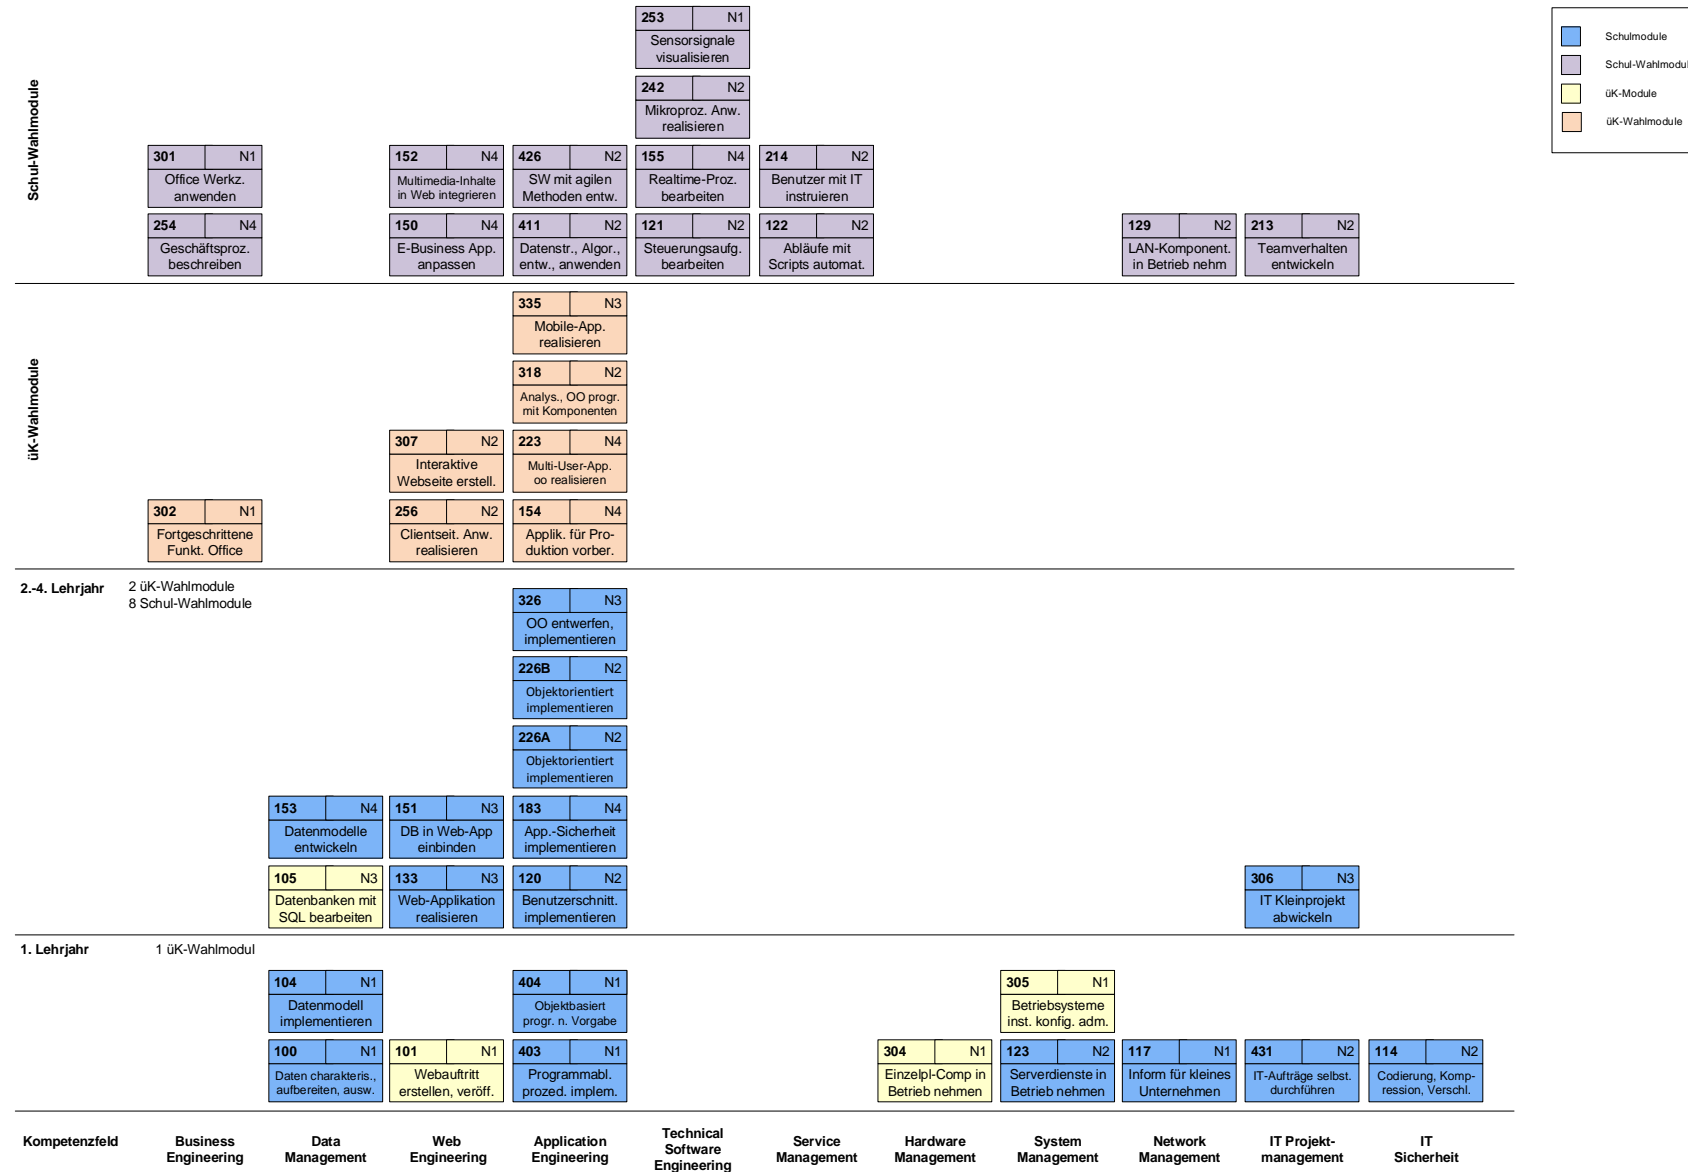 253 N1
Sensorsignale
visualisieren
Schulmodule
Schul-Wahlmodul
üK-Module
üK-Wahlmodule
Schul-Wahlmodule
242 N2
Mikroproz. Anw.
realisieren
301 N1
Office Werkz.
anwenden
152 N4
Multimedia-Inhalte
in Web integrieren
426 N2
SW mit agilen
Methoden entw.
155 N4
Realtime-Proz.
bearbeiten
214 N2
Benutzer mit IT
instruieren
254 N4
Geschäftsproz.
beschreiben
150 N4
E-Business App.
anpassen
411 N2
Datenstr., Algor.,
entw., anwenden
121 N2
Steuerungsaufg.
bearbeiten
122 N2
Abläufe mit
Scripts automat.
129 N2
LAN-Komponent.
in Betrieb nehm
213 N2
Teamverhalten
entwickeln
üK-Wahlmodule
335 N3
Mobile-App.
realisieren
318 N2
Analys., OO progr.
mit Komponenten
307 N2
Interaktive
Webseite erstell.
223 N4
Multi-User-App.
oo realisieren
302 N1
Fortgeschrittene
Funkt. Office
256 N2
Clientseit. Anw.
realisieren
154 N4
Applik. für Pro-
duktion vorber.
2.-4. Lehrjahr 2 üK-Wahlmodule
8 Schul-Wahlmodule
326 N3
OO entwerfen,
implementieren
226B N2
Objektorientiert
implementieren
226A N2
Objektorientiert
implementieren
153 N4
Datenmodelle
entwickeln
151 N3
DB in Web-App
einbinden
183 N4
App.-Sicherheit
implementieren
105 N3
Datenbanken mit
SQL bearbeiten
133 N3
Web-Applikation
realisieren
120 N2
Benutzerschnitt.
implementieren
306 N3
IT Kleinprojekt
abwickeln
1. Lehrjahr 1 üK-Wahlmodul
104 N1
Datenmodell
implementieren
404 N1
Objektbasiert
progr. n. Vorgabe
305 N1
Betriebsysteme
inst. konfig. adm.
100 N1
Daten charakteris.,
aufbereiten, ausw.
101 N1
Webauftritt
erstellen, veröff.
403 N1
Programmabl.
prozed. implem.
304 N1
Einzelpl-Comp in
Betrieb nehmen
123 N2
Serverdienste in
Betrieb nehmen
117 N1
Inform für kleines
Unternehmen
431 N2
IT-Aufträge selbst.
durchführen
114 N2
Codierung, Komp-
ression, Verschl.
Kompetenzfeld
Business
Engineering
Data
Management
Web
Engineering
Application
Engineering
Technical
Software
Engineering
Service
Management
Hardware
Management
System
Management
Network
Management
IT Projekt-
management
IT
Sicherheit